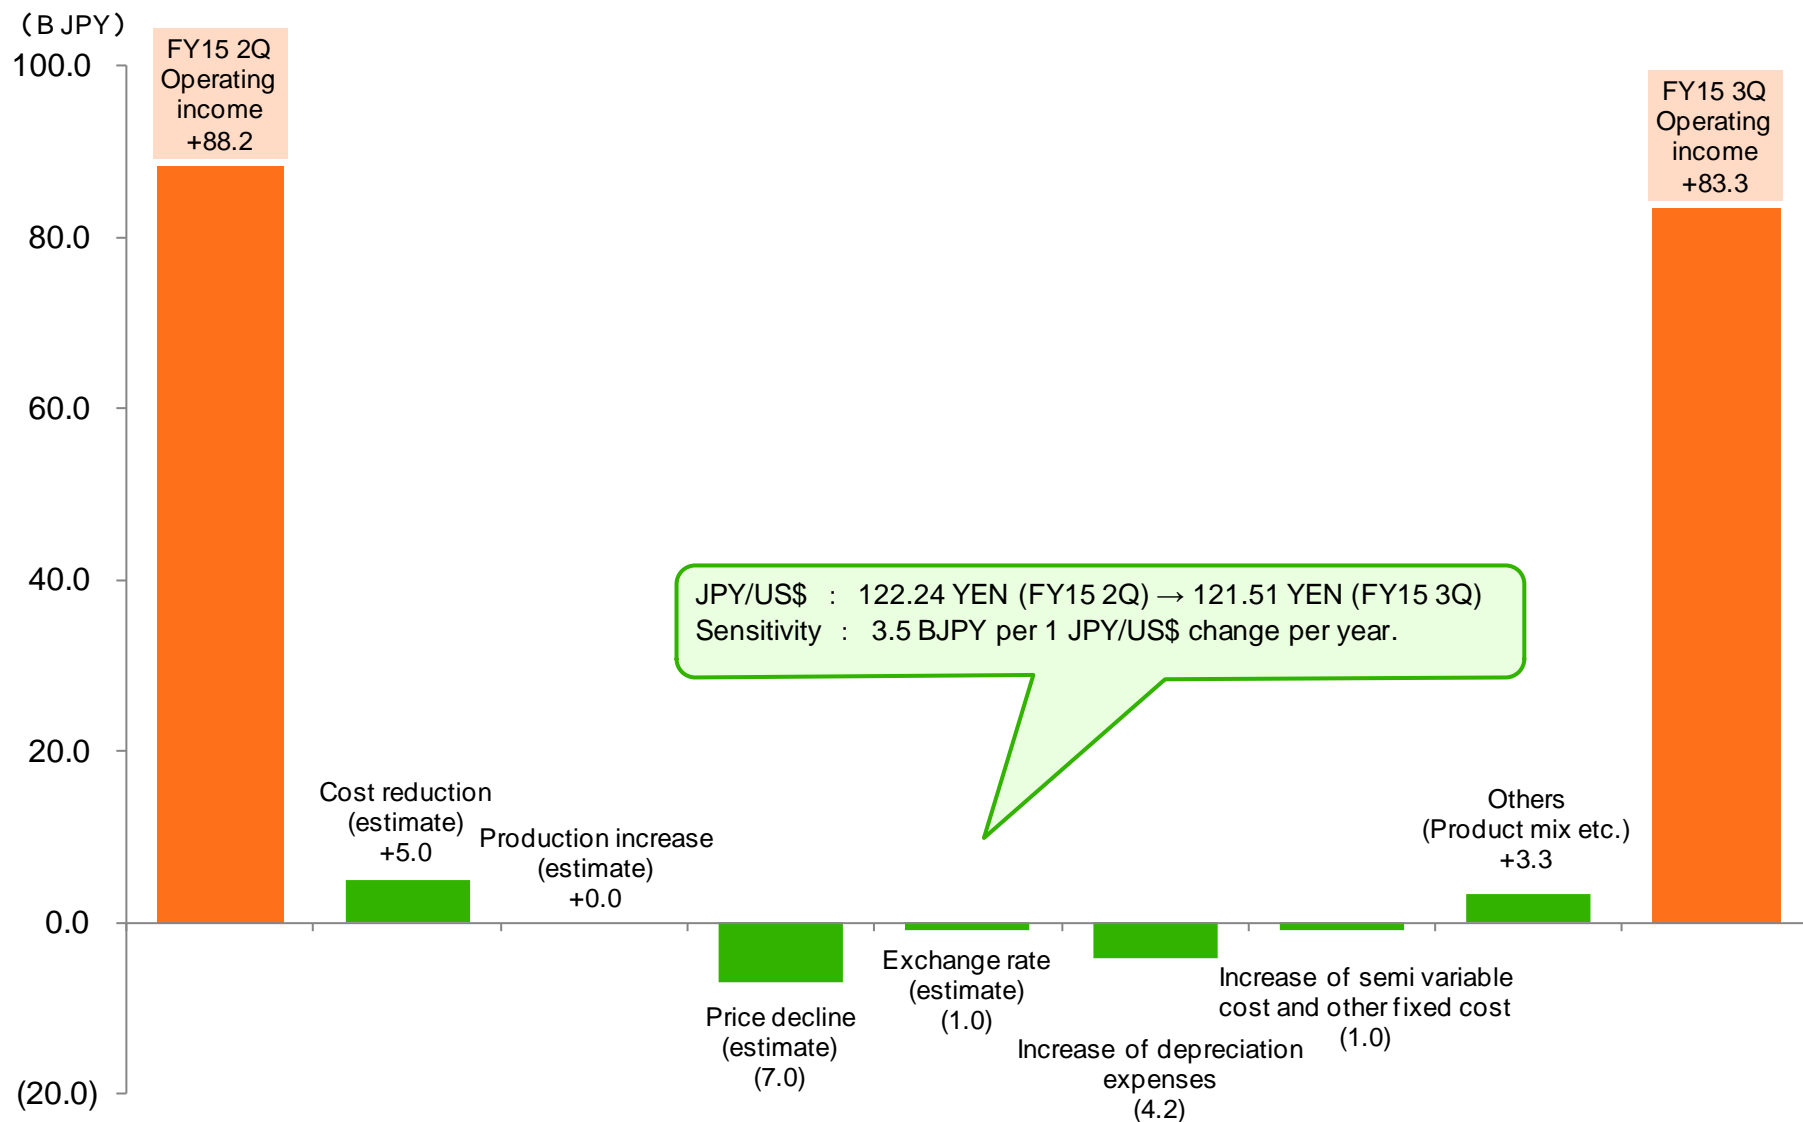 （B JPY）
100.0
80.0
60.0
40.0
20.0
0.0
(20.0)
FY15 2Q
Operating
income
+88.2
Cost reduction
(estimate)
+5.0
Production increase
(estimate)
+0.0
Price decline
(estimate)
(7.0)
JPY/US$ ： 122.24 YEN (FY15 2Q) → 121.51 YEN (FY15 3Q)
Sensitivity ： 3.5 BJPY per 1 JPY/US$ change per year.
Exchange rate
(estimate)
(1.0)
Increase of depreciation
expenses
(4.2)
Increase of semi variable
cost and other fixed cost
(1.0)
Others
(Product mix etc.)
+3.3
FY15 3Q
Operating
income
+83.3